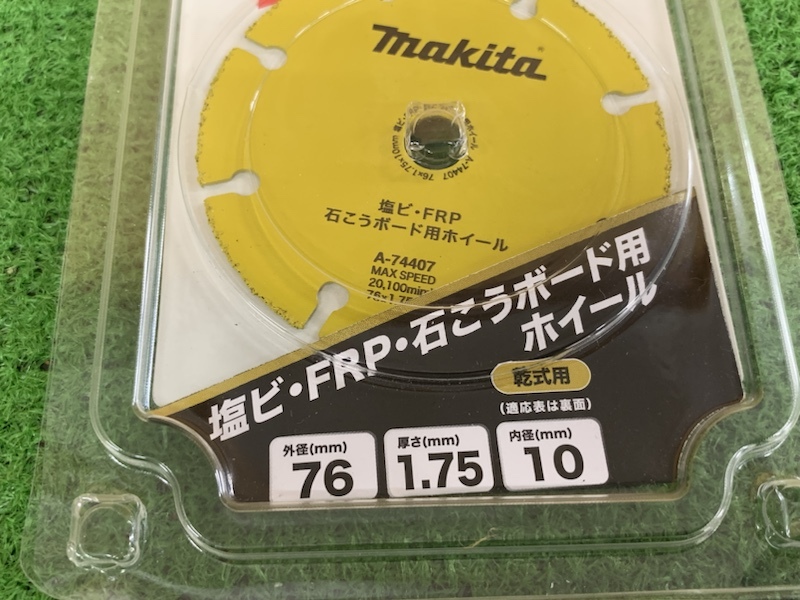 makita
塩ビ・FRP
石こうボード用ホイール
A-74407
MAX SPEED
20,100min
76x1.75
塩ビ・FRP・石こうボード用
ホイール
乾式用
(適応表は裏面)
外径(mm)
76
厚さ(mm)
1.75
内径(mm)
10